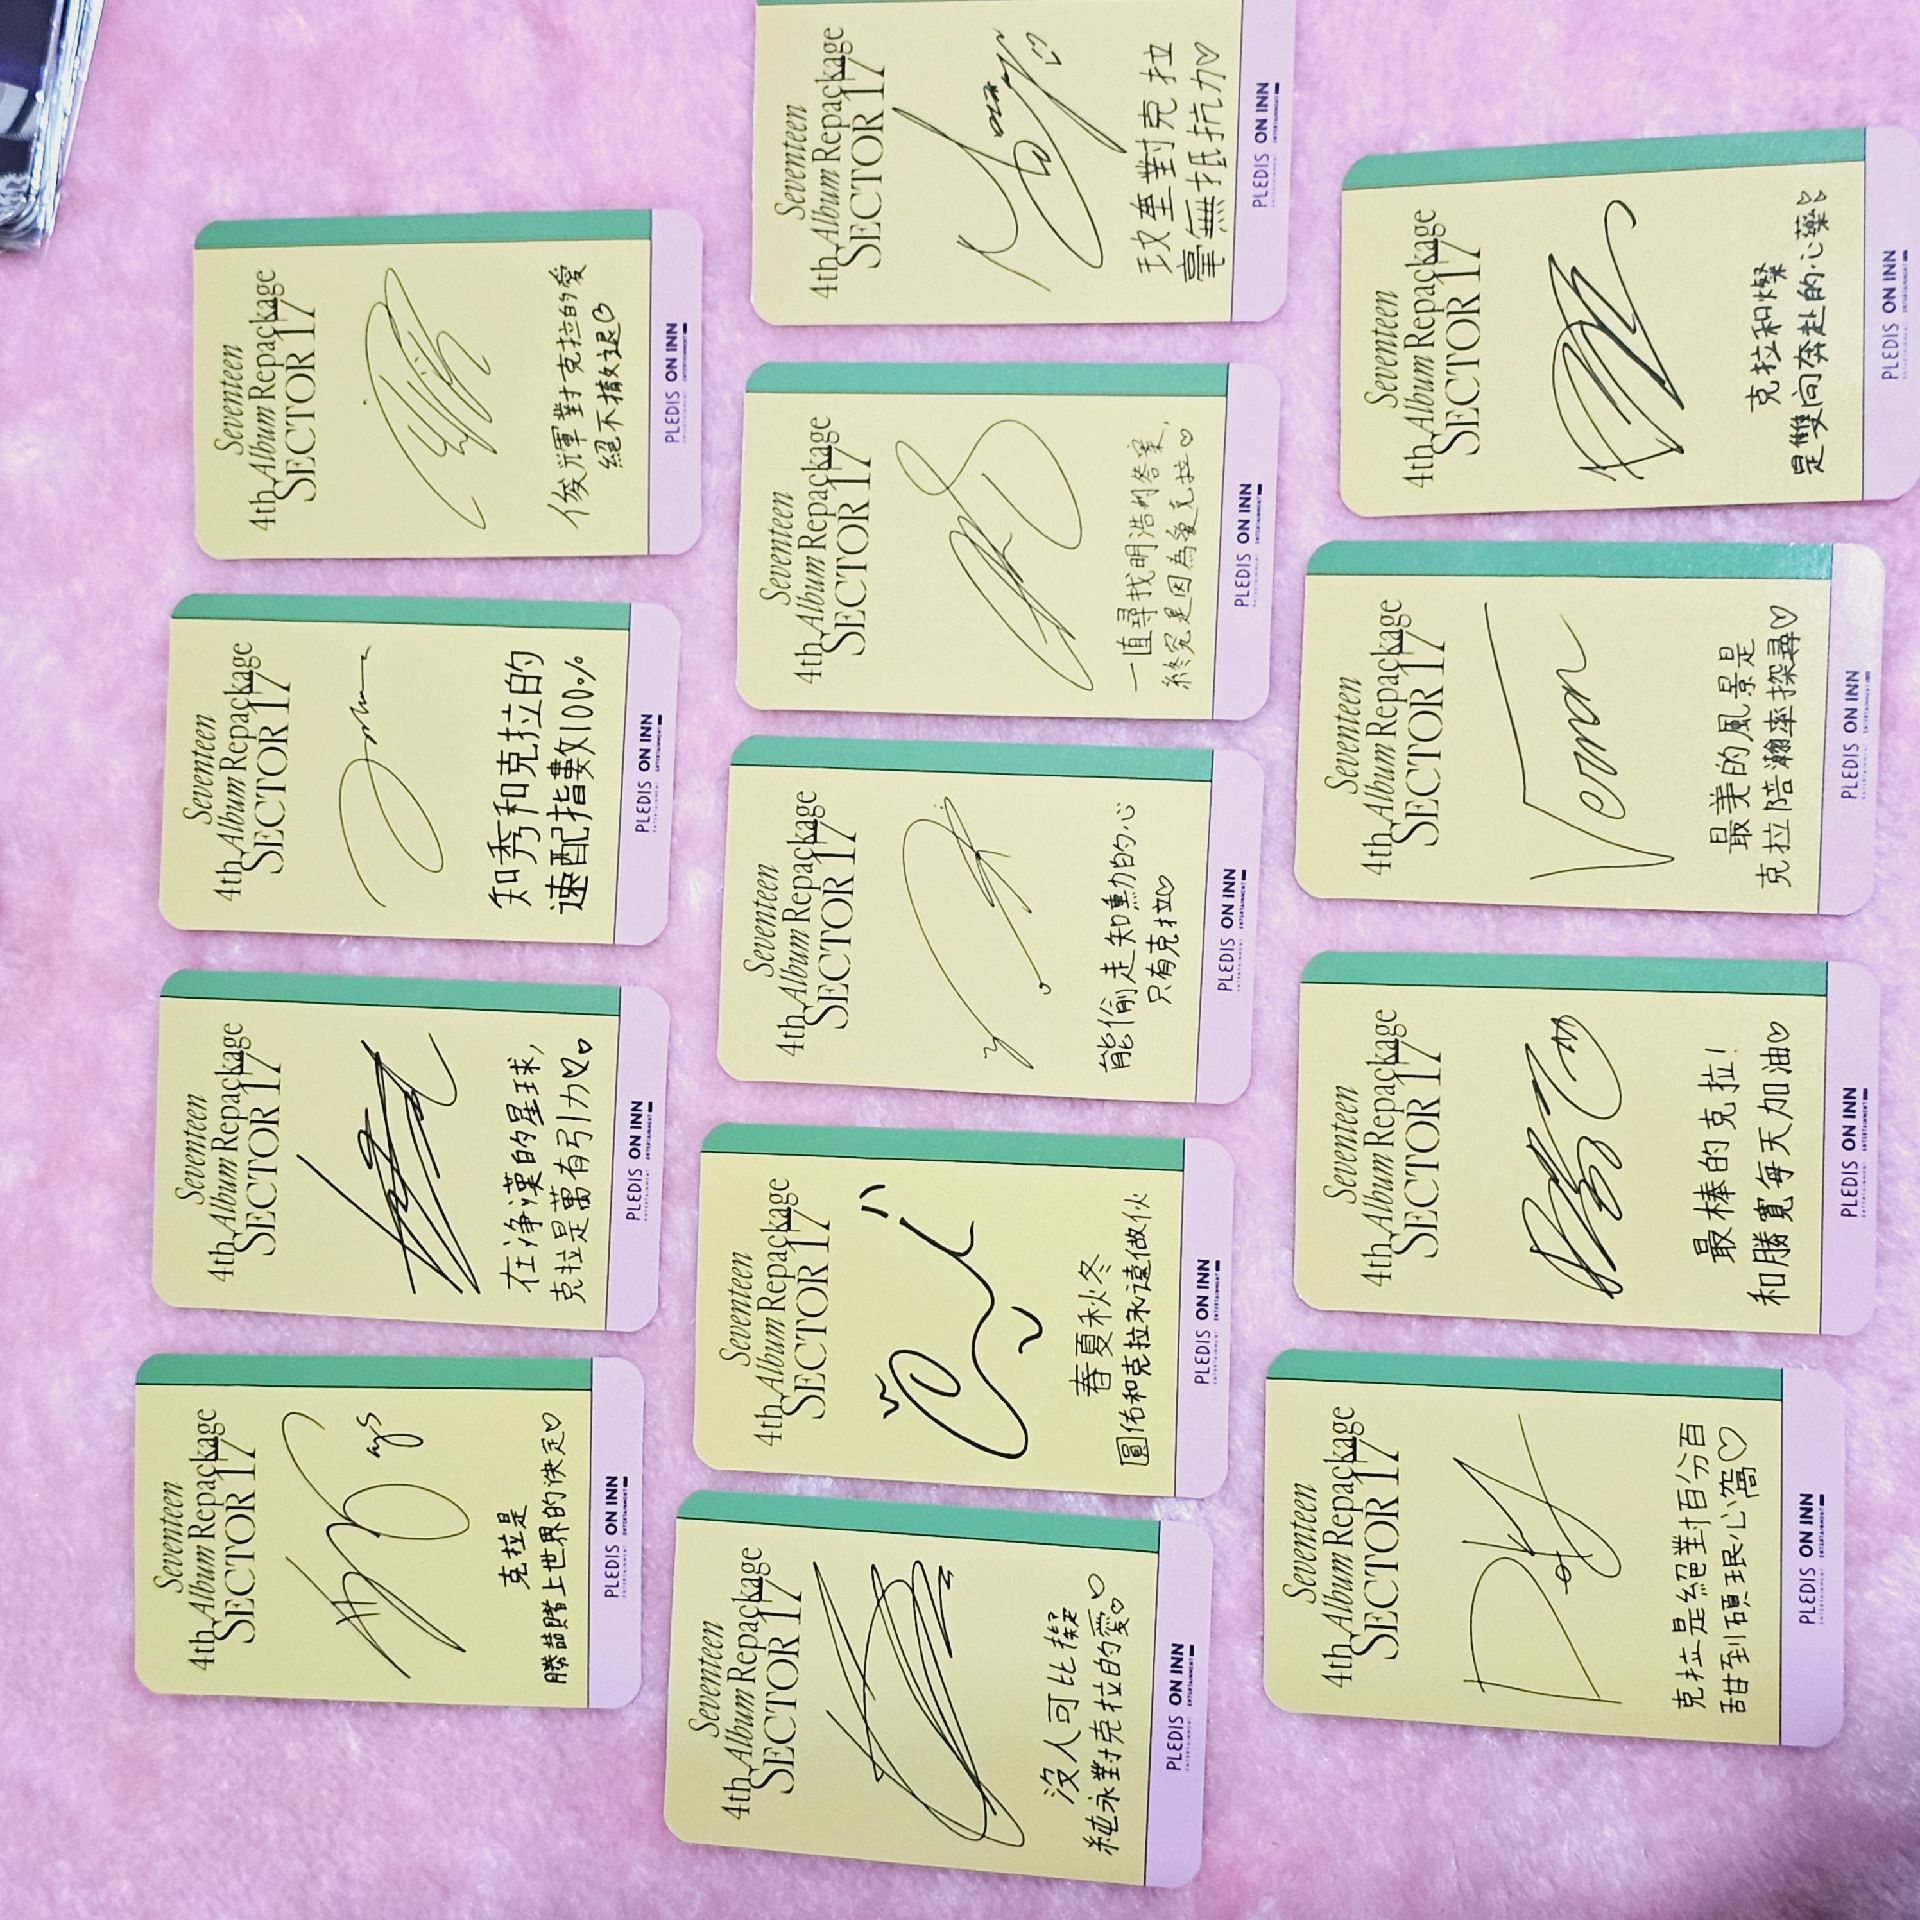 Seventeen
4th Album Repackage
SECTOR 17
克拉是
勝喆賭上世界的決定♡
PLEDIS ON INN
Seventeen
4th Album Repackage
SECTOR 17
在淨漢的星球,
克拉是萬有引力♡♡
PLEDIS ON INN
Seventeen
4th Album Repackage
SECTOR 17
知秀和克拉的
速配指數100%
PLEDIS ON INN
Seventeen
4th Album Repackage
SECTOR 17
俊輝對克拉的愛
絕不撤退♡
PLEDIS ON INN
Seventeen
4th Album Repackage
SECTOR 17
沒人可比擬
純永對克拉的愛♡♡
PLEDIS ON INN
Seventeen
4th Album Repackage
SECTOR 17
春夏秋冬
圓佑和克拉永遠做伙
PLEDIS ON INN
Seventeen
4th Album Repackage
SECTOR 17
能偷走知勳的心
只有克拉♡
PLEDIS ON INN
Seventeen
4th Album Repackage
SECTOR 17
一直尋找明浩的答案,
終究是因為愛克拉♡
PLEDIS ON INN
Seventeen
4th Album Repackage
SECTOR 17
玟奎對克拉
毫無抵抗力♡
PLEDIS ON INN
Seventeen
4th Album Repackage
SECTOR 17
克拉是絕對百分百
甜到碩珉心窩♡
PLEDIS ON INN
Seventeen
4th Album Repackage
SECTOR 17
最棒的克拉!
和勝寬每天加油♡
PLEDIS ON INN
Seventeen
4th Album Repackage
SECTOR 17
Vernon
最美的風景是
克拉陪瀚率探尋♡
PLEDIS ON INN
Seventeen
4th Album Repackage
SECTOR 17
克拉和燦
是雙向奔赴的心藥♡♡
PLEDIS ON INN